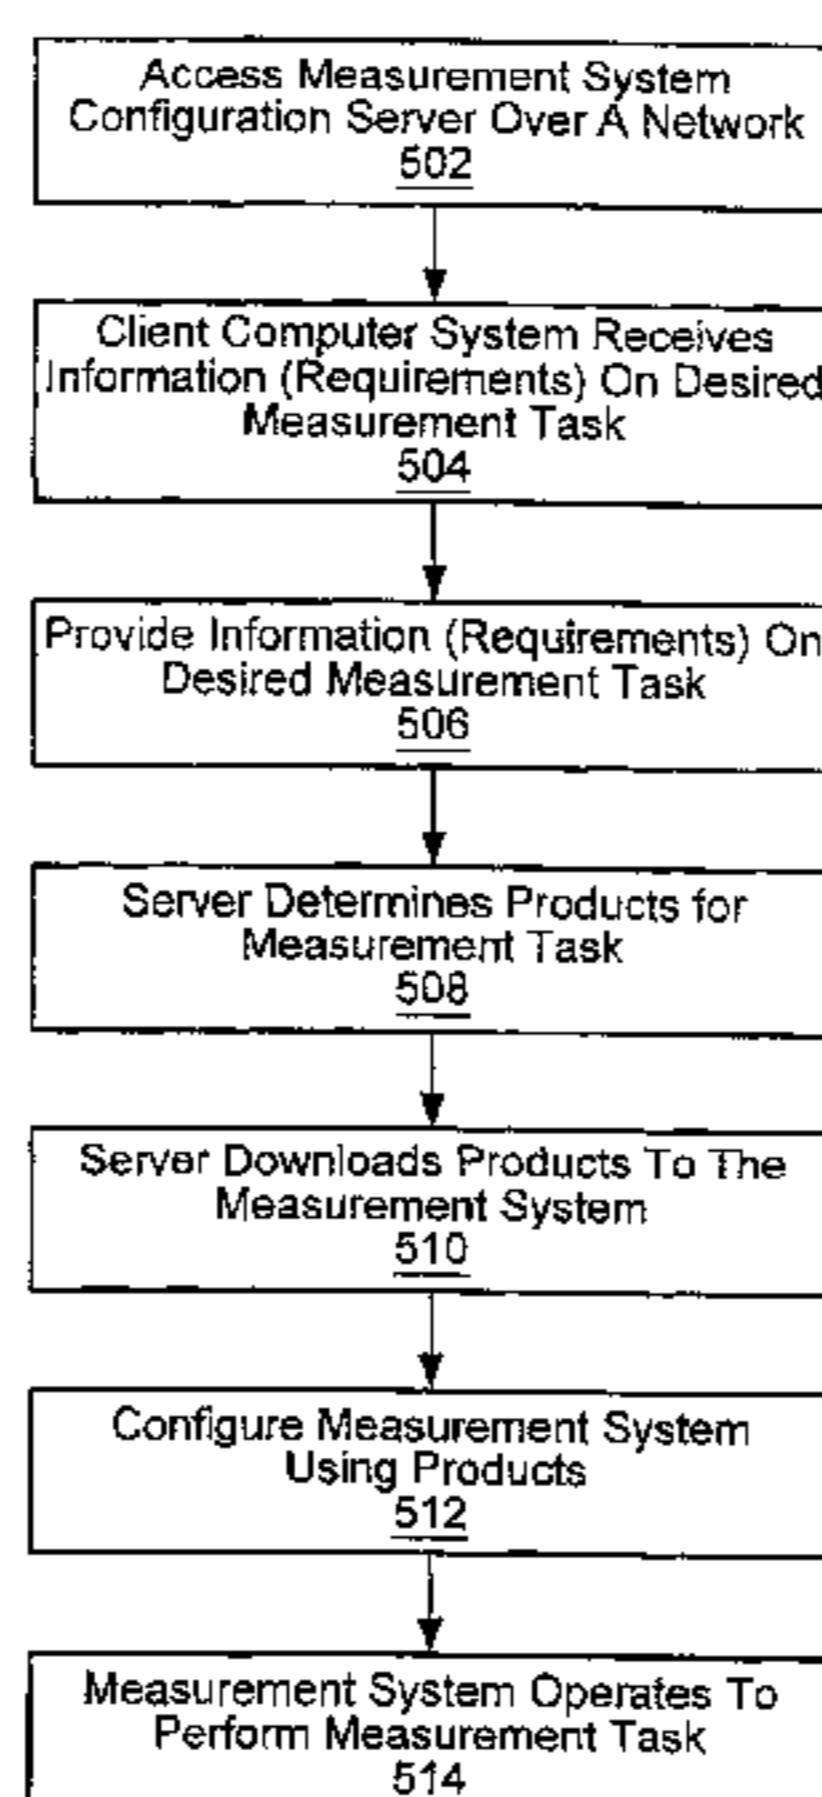 Access Measurement System
Configuration Server Over A Network
502
Client Computer System Receives
Information (Requirements) On Desired
Measurement Task
504
Provide Information (Requirements) On
Desired Measurement Task
506
Server Determines Products for
Measurement Task
508
Server Downloads Products To The
Measurement System
510
Configure Measurement System
Using Products
512
Measurement System Operates To
Perform Measurement Task
514